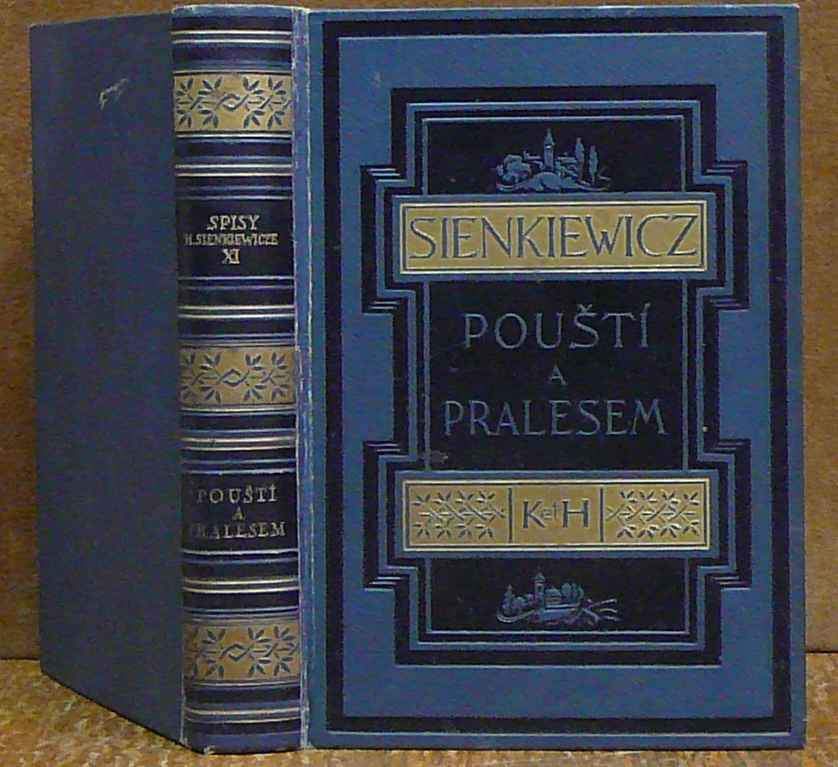 SPISY
H. SIENKIEWICZE
XI
POUŠTÍ
A
PRALESEM
SIENKIEWICZ
POUŠTÍ
A
PRALESEM
K et H